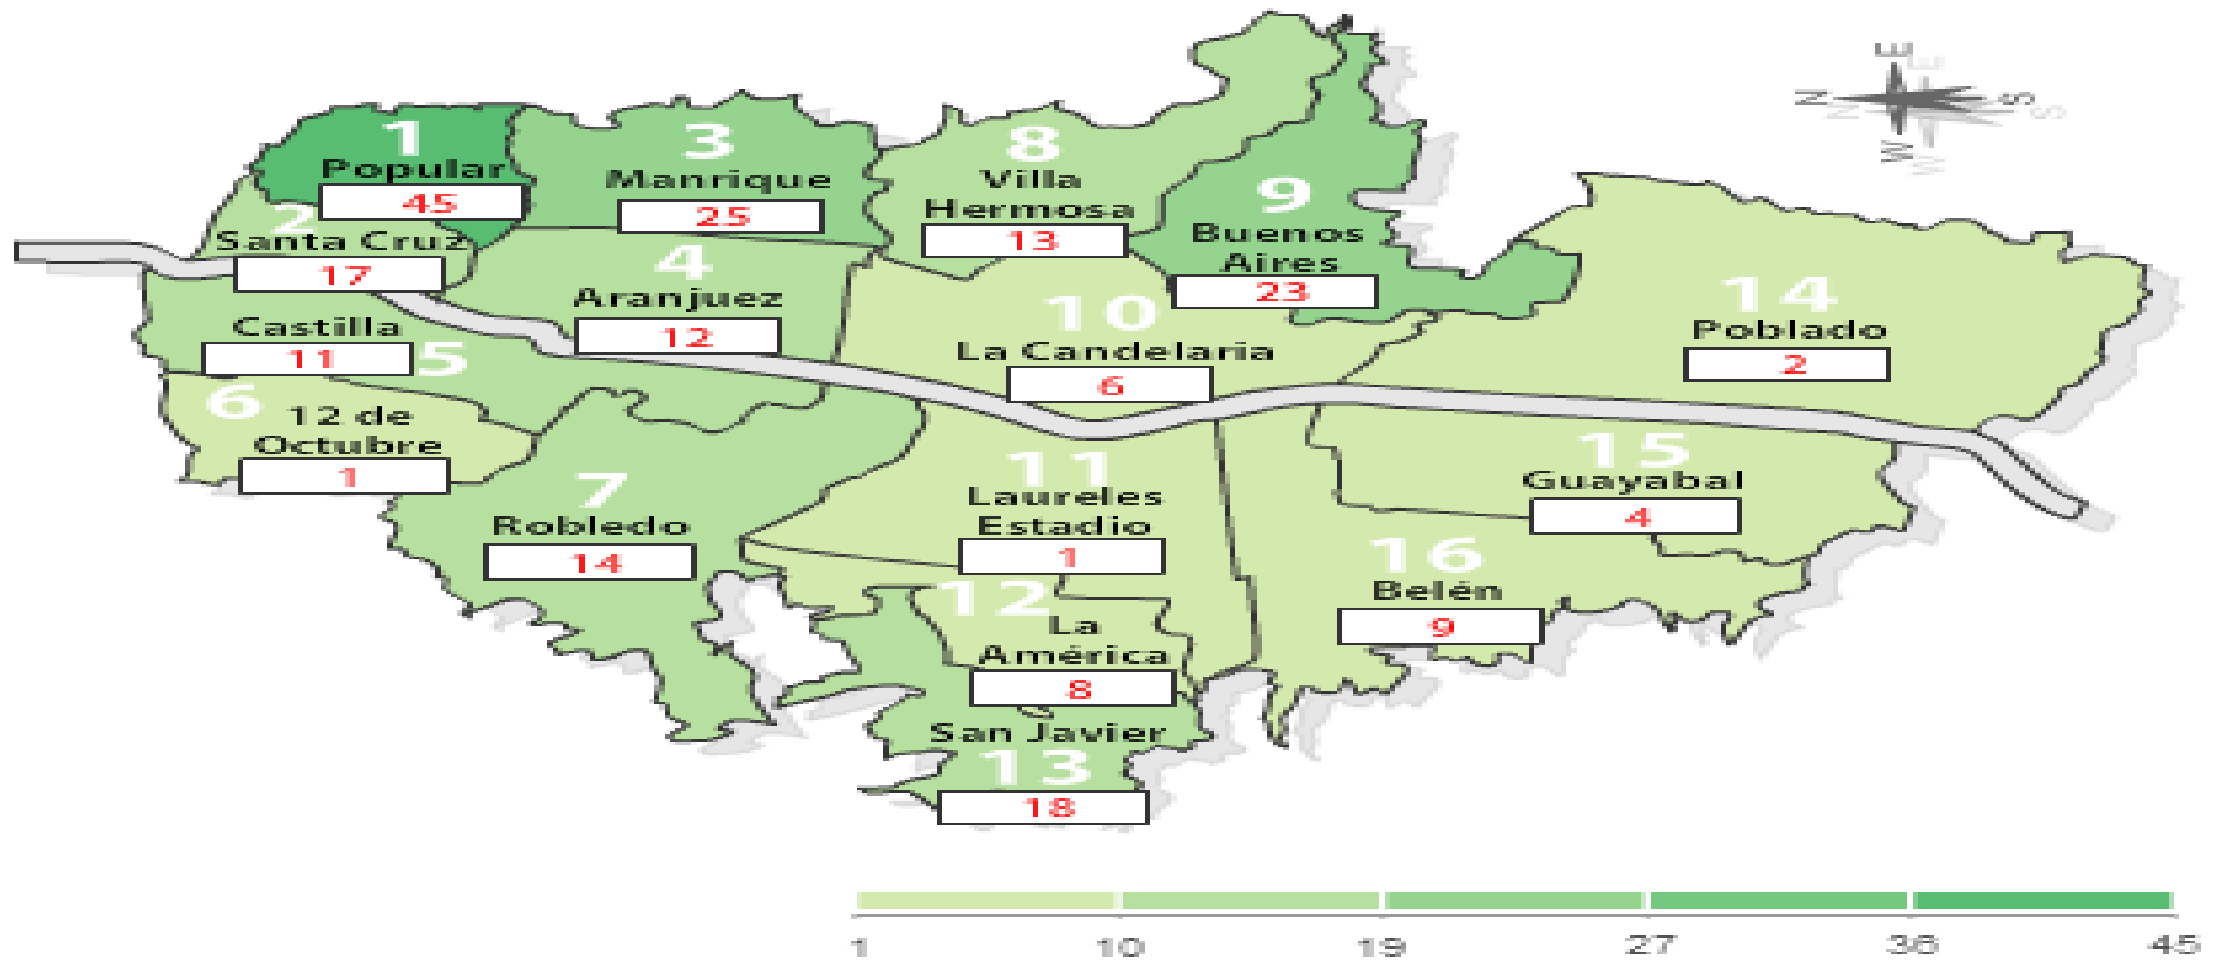 E
N
S
W
1
Popular
45
2
Santa Cruz
17
3
Manrique
25
4
Aranjuez
12
8
Villa
Hermosa
13
9
Buenos
Aires
23
10
La Candelaria
6
14
Poblado
2
Castilla
5
11
6
12 de
Octubre
1
7
Robledo
14
11
Laureles
Estadio
1
12
La
América
8
San Javier
13
18
15
Guayabal
4
16
Belén
9
1 10 19 27 36 45